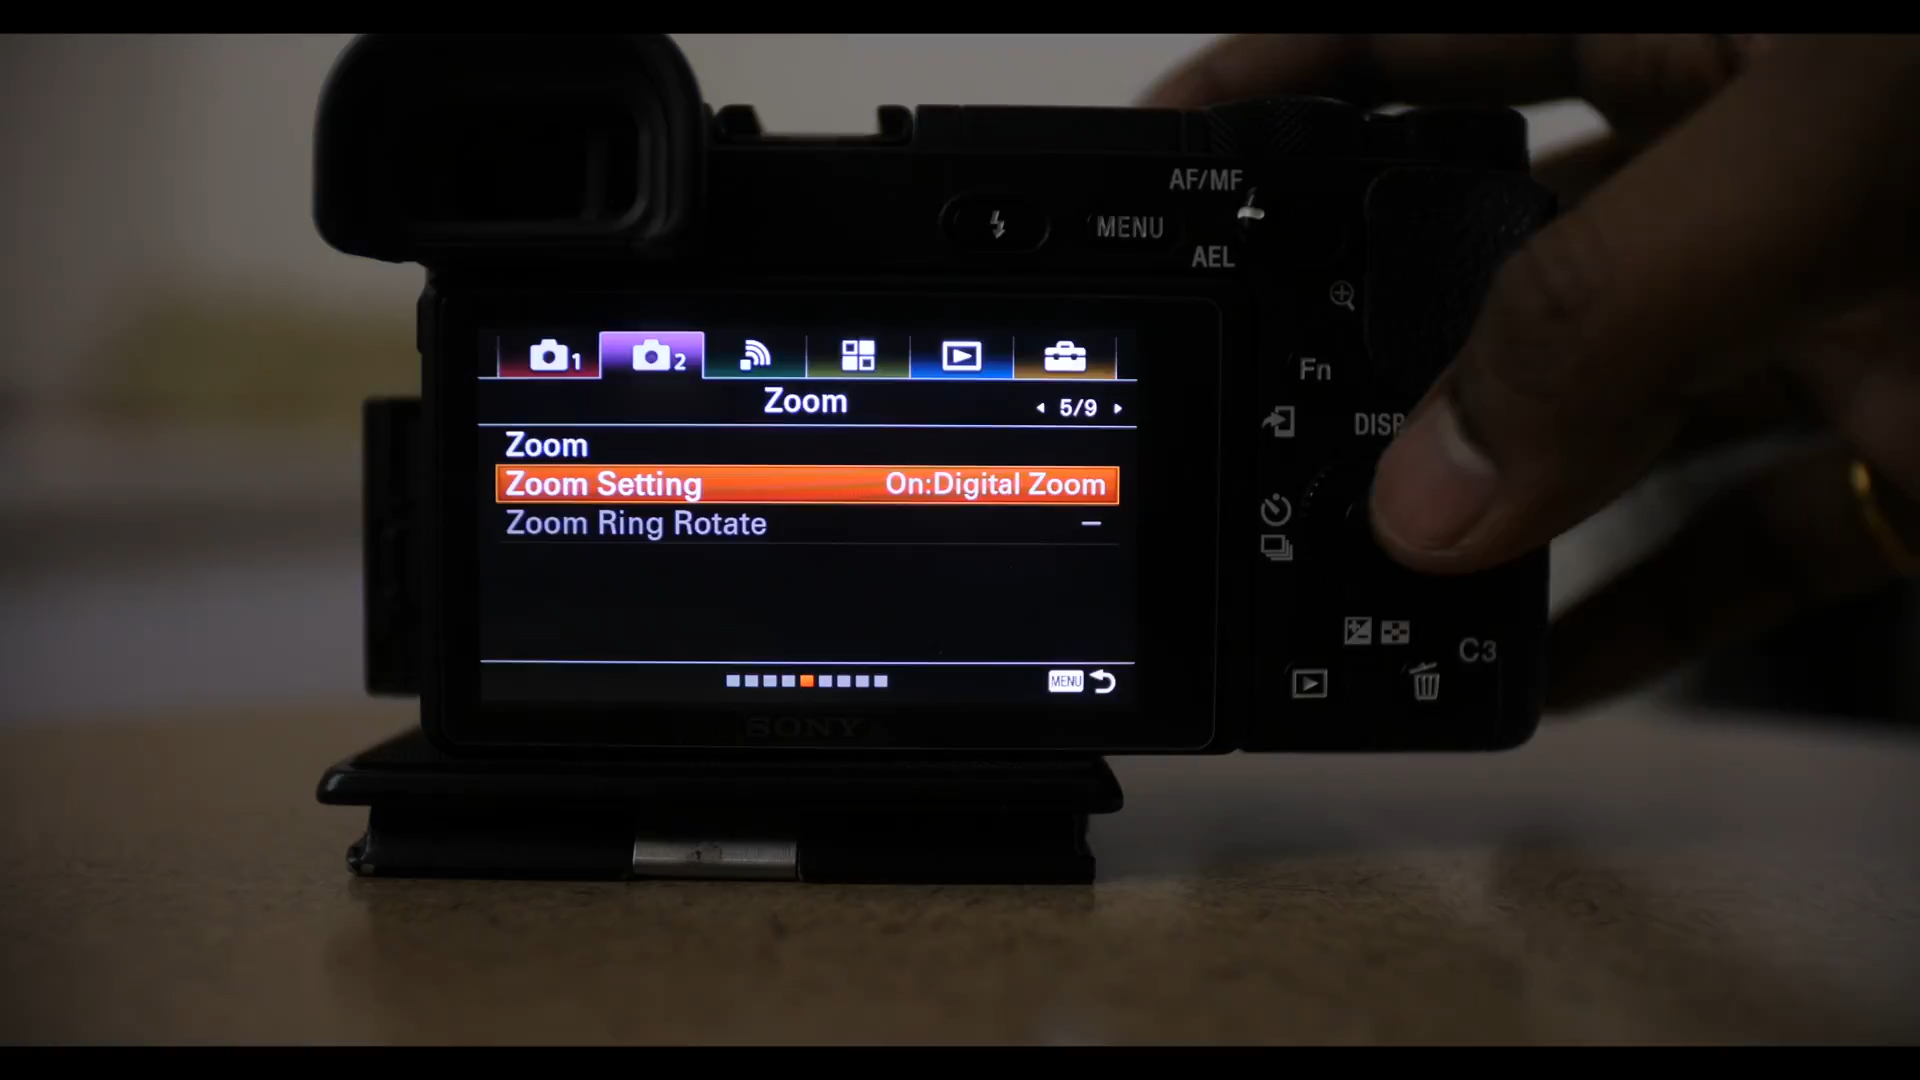 AF/MF
MENU
AEL
1
2
Zoom
5/9
Zoom
Zoom Setting On:Digital Zoom
Zoom Ring Rotate –
MENU
SONY
Fn
DISP
C3